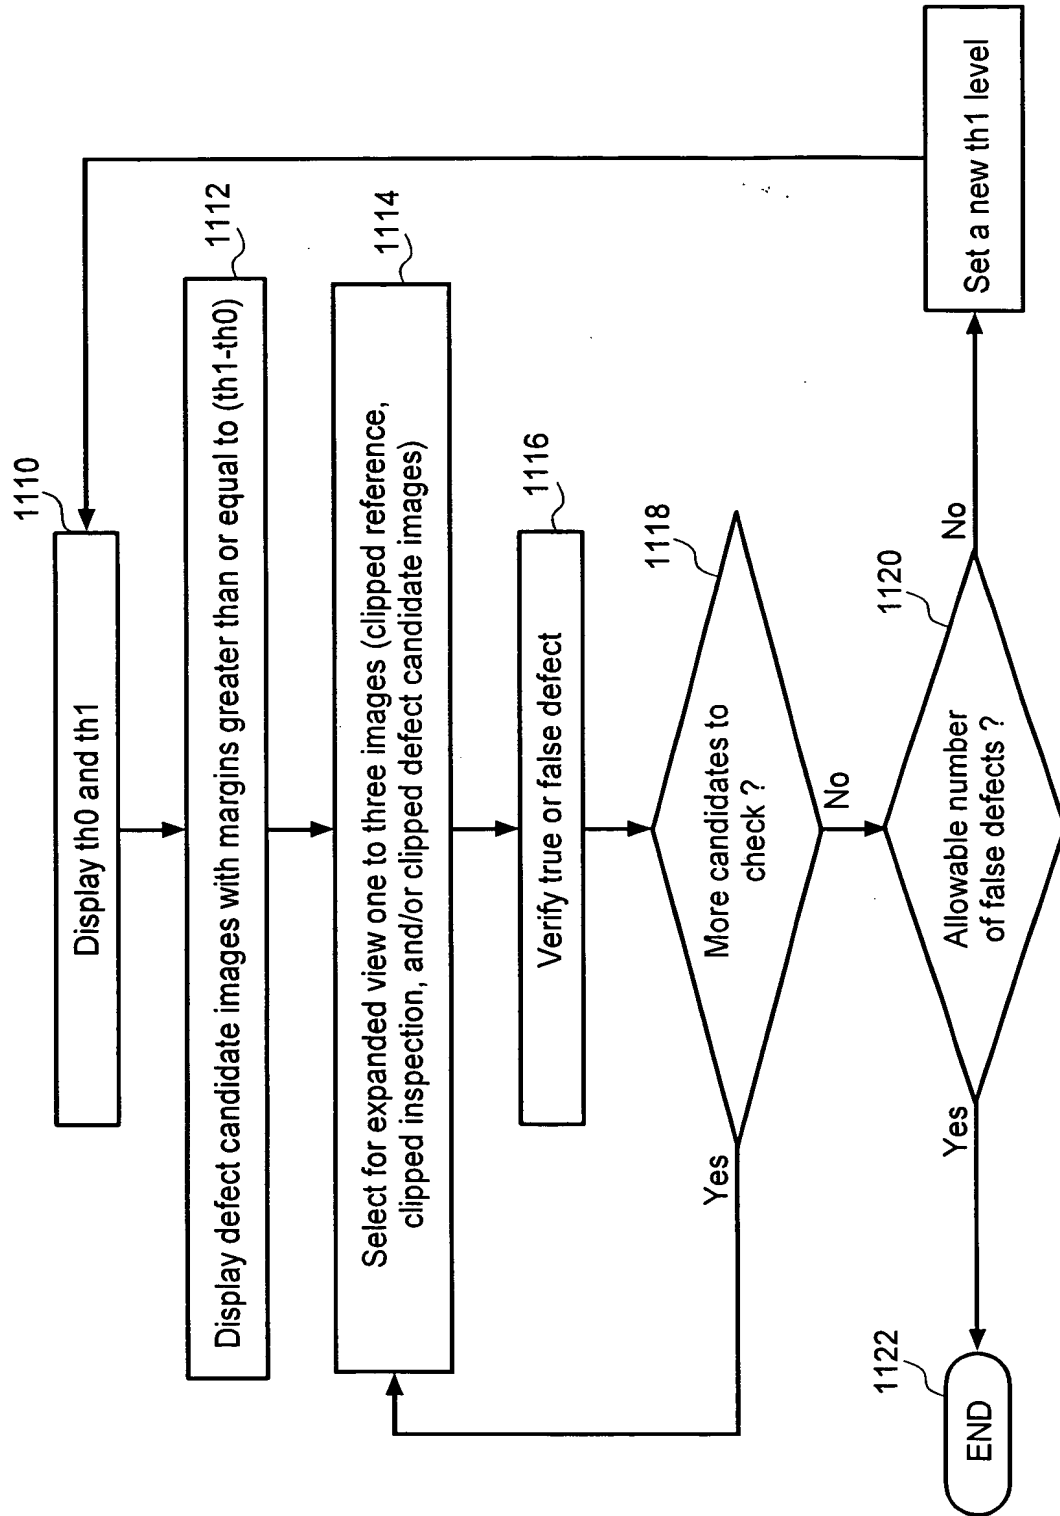 1110
Display th0 and th1
1112
Display defect candidate images with margins greater than or equal to (th1-th0)
1114
Select for expanded view one to three images (clipped reference,
clipped inspection, and/or clipped defect candidate images)
1116
Verify true or false defect
1118
More candidates to
check ?
Yes
No
1120
Allowable number
of false defects ?
Yes
No
1122
END
Set a new th1 level